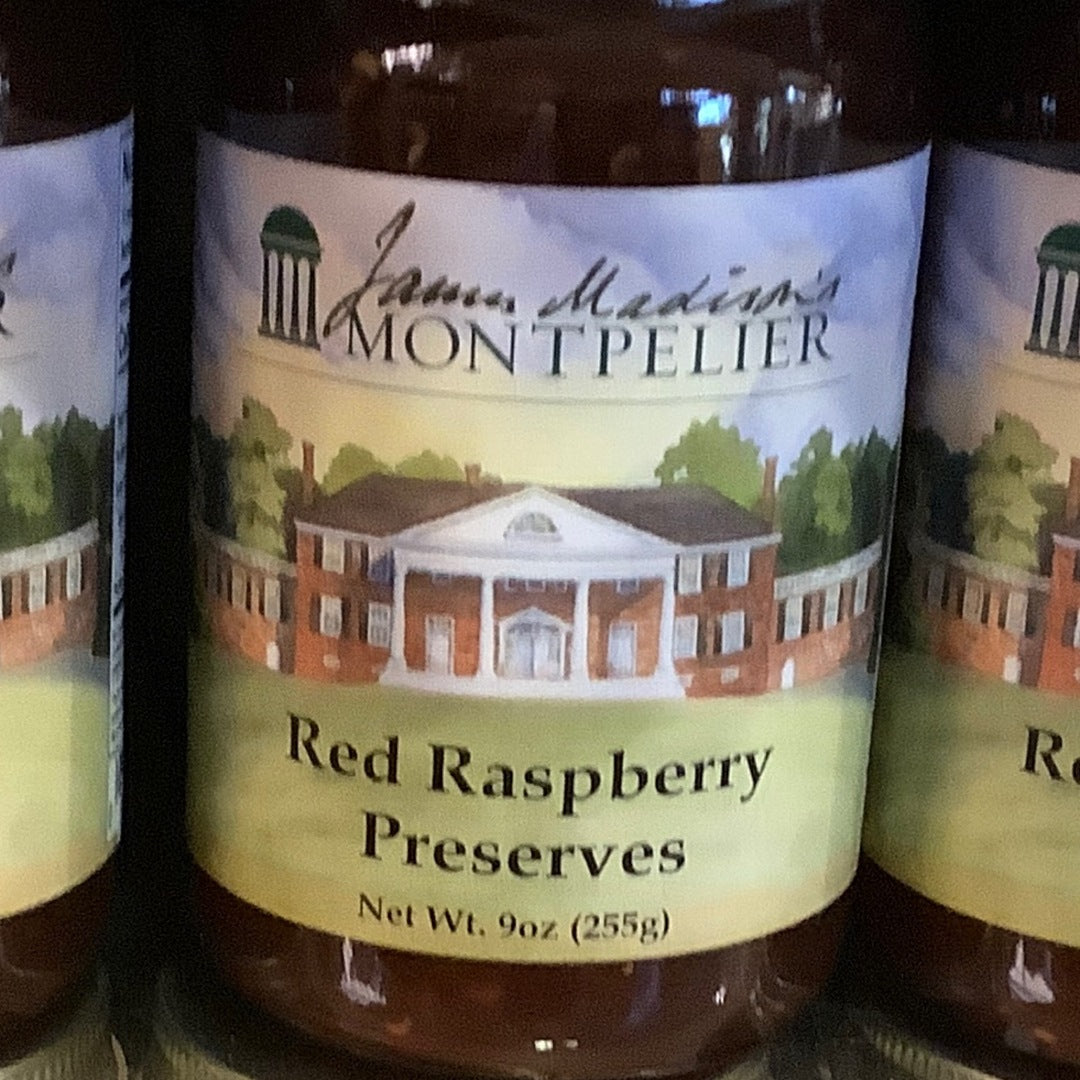 James Madison's
MONTPELIER
Red Raspberry
Preserves
Net Wt. 9oz (255g)